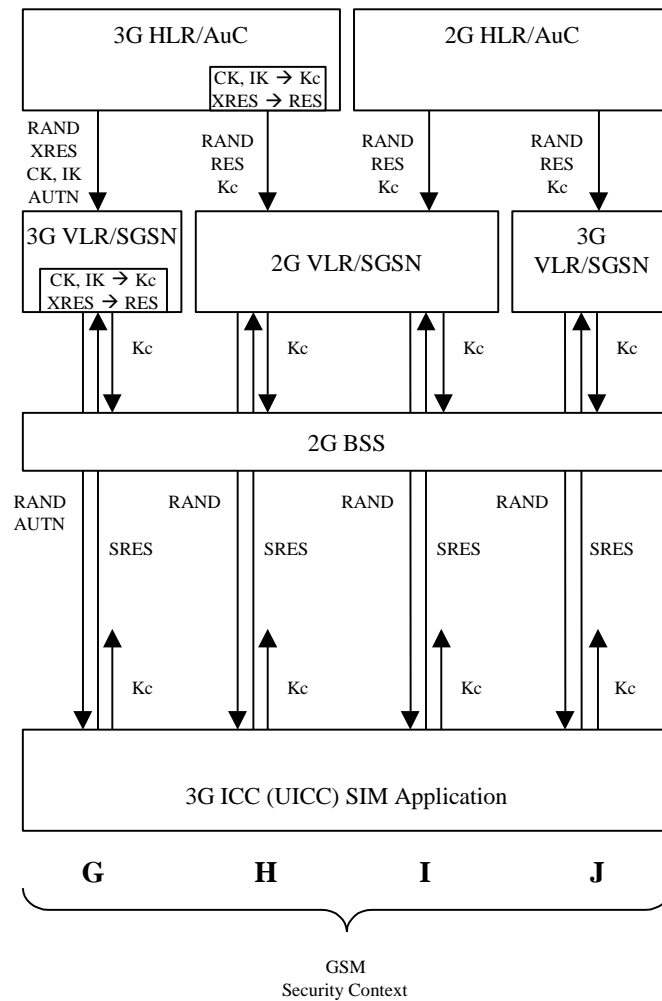 3G HLR/AuC
2G HLR/AuC
CK, IK → Kc
XRES → RES
RAND
XRES
CK, IK
AUTN
RAND
RES
Kc
RAND
RES
Kc
RAND
RES
Kc
3G VLR/SGSN
CK, IK → Kc
XRES → RES
2G VLR/SGSN
3G
VLR/SGSN
Kc
Kc
Kc
Kc
2G BSS
RAND
AUTN
RAND
RAND
RAND
SRES
SRES
SRES
SRES
Kc
Kc
Kc
Kc
3G ICC (UICC) SIM Application
G
H
I
J
GSM
Security Context